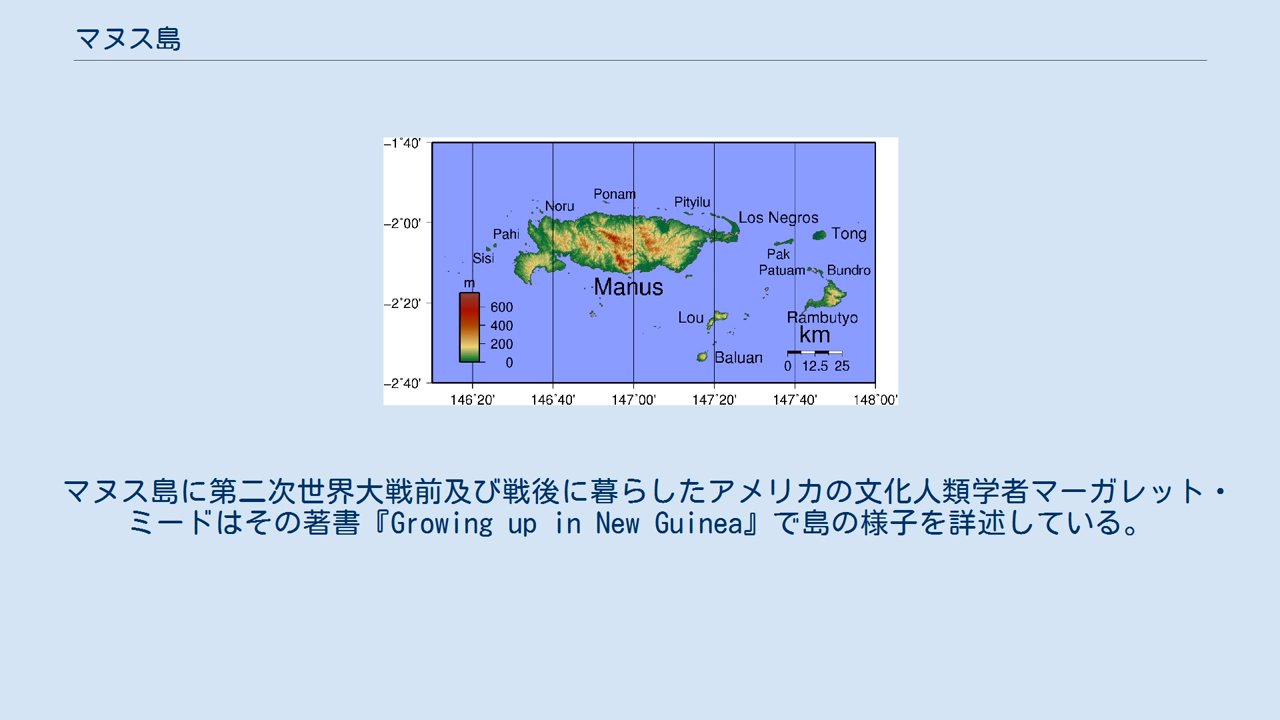 マヌス島
-1˚40'
Ponam
Noru
Pityilu
Los Negros
-2˚00'
Pahi
Tong
Pak
Sisi
Patuam
Bundro
m
Manus
-2˚20'
600
Lou
Rambutyo
400
km
200
Baluan
0
0 12.5 25
-2˚40'
146˚20' 146˚40' 147˚00' 147˚20' 147˚40' 148˚00'
マヌス島に第二次世界大戦前及び戦後に暮らしたアメリカの文化人類学者マーガレット・
ミードはその著書『Growing up in New Guinea』で島の様子を詳述している。